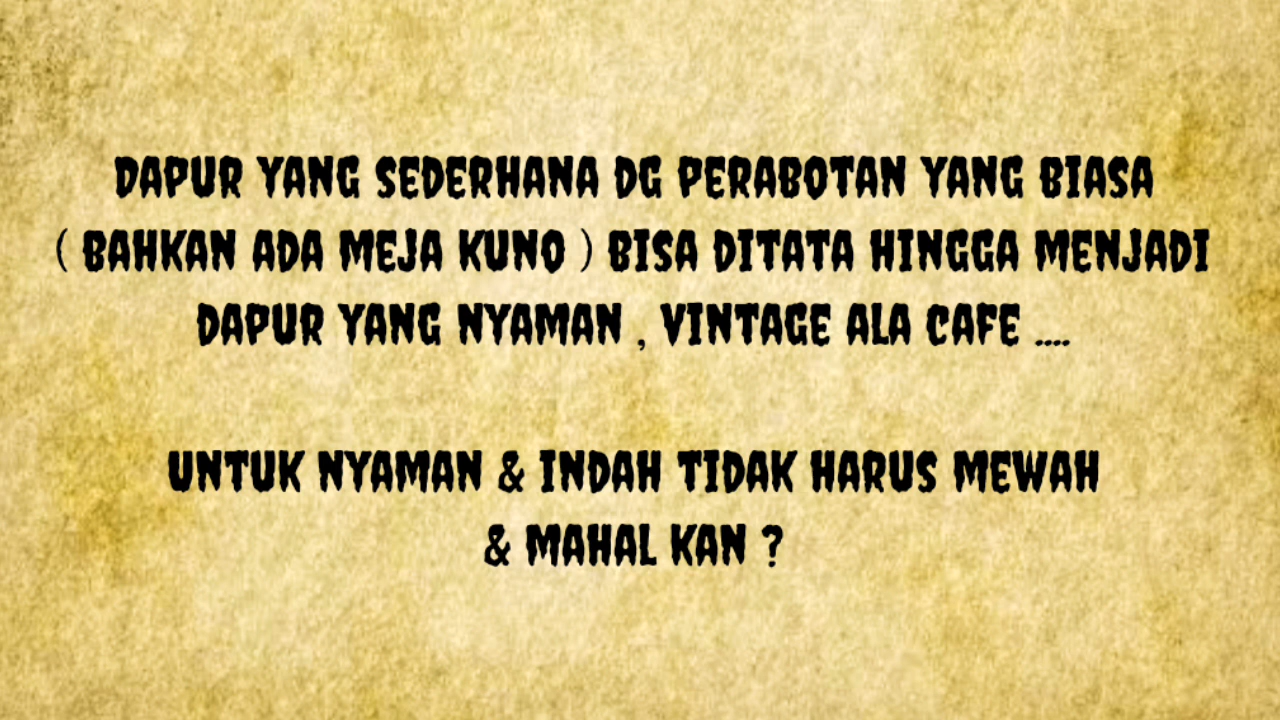 DAPUR YANG SEDERHANA DG PERABOTAN YANG BIASA
( BAHKAN ADA MEJA KUNO ) BISA DITATA HINGGA MENJADI
DAPUR YANG NYAMAN , VINTAGE ALA CAFE ....
UNTUK NYAMAN & INDAH TIDAK HARUS MEWAH
& MAHAL KAN ?